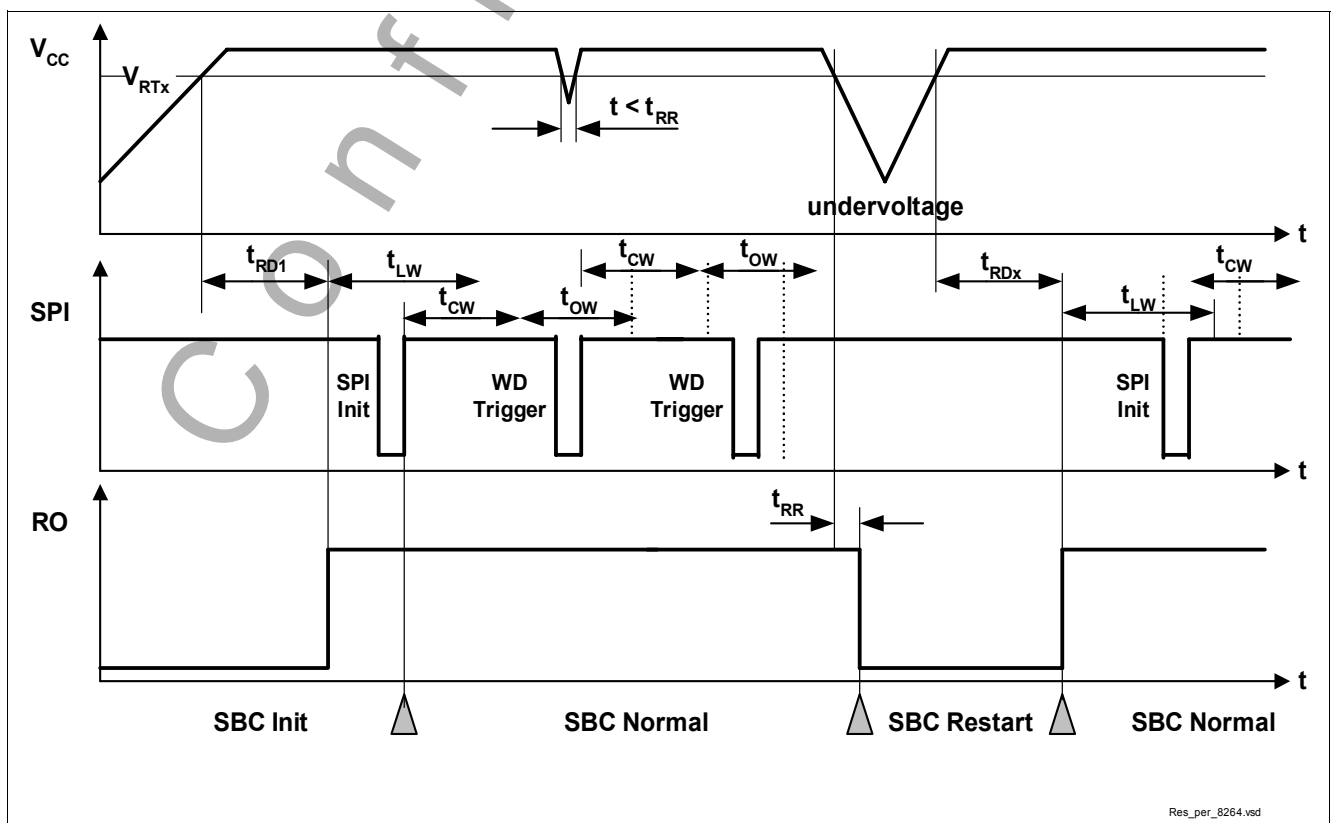 C o n f
VCC
VRTx
t < tRR
undervoltage
t
tRD1
tLW
tCW
tOW
tCW
tOW
tRDx
tLW
tCW
SPI
SPI Init
WD Trigger
WD Trigger
SPI Init
t
RO
tRR
t
SBC Init
SBC Normal
SBC Restart
SBC Normal
Res_per_8264.vsd